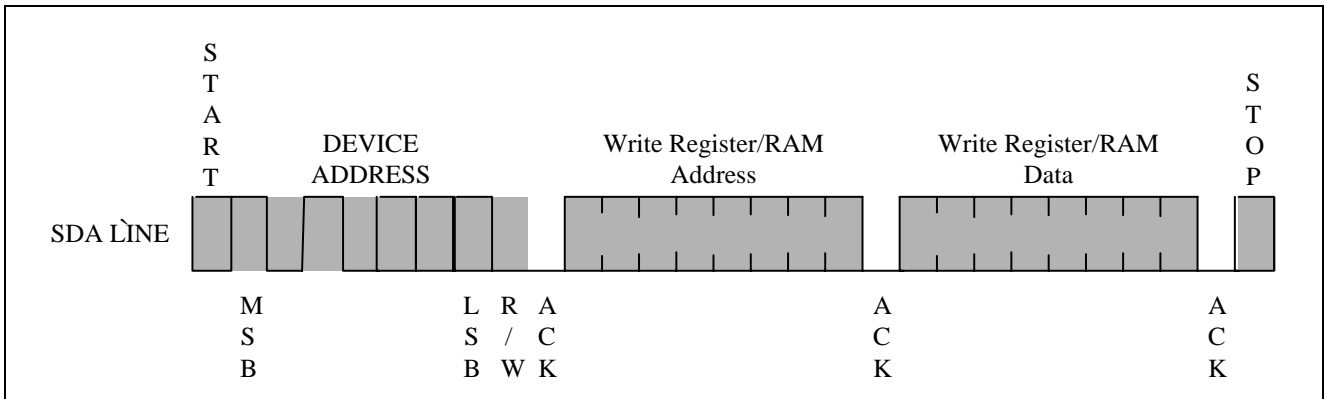 START
STOP
DEVICE
ADDRESS
Write Register/RAM
Address
Write Register/RAM
Data
SDA LÌNE
MSB
LSB
R/W
ACK
ACK
ACK